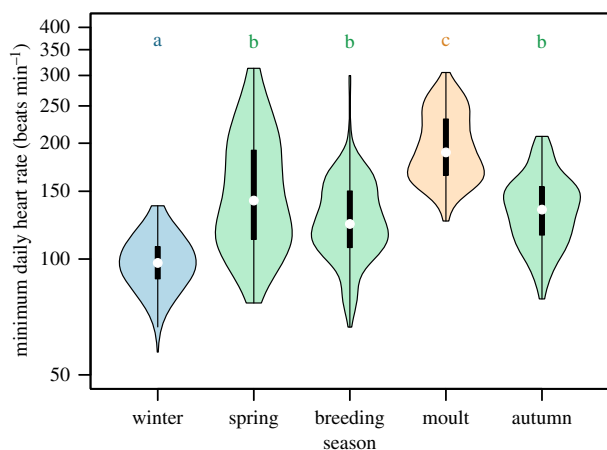 400
350
300
250
200
150
100
50
minimum daily heart rate (beats min⁻¹)
a b b c b
winter spring breeding moult autumn
season